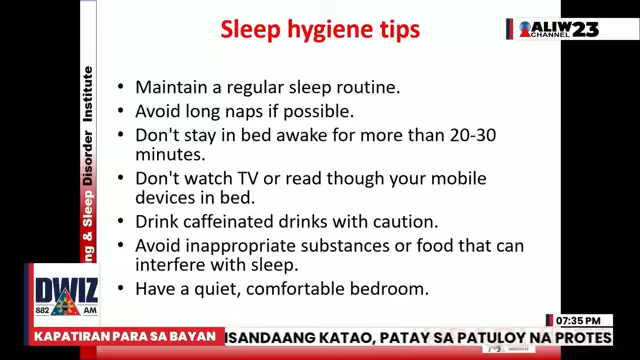 Sleep hygiene tips
ALIW23
CHANNEL
• Maintain a regular sleep routine.
• Avoid long naps if possible.
• Don't stay in bed awake for more than 20-30
minutes.
• Don't watch TV or read though your mobile
devices in bed.
• Drink caffeinated drinks with caution.
• Avoid inappropriate substances or food that can
interfere with sleep.
• Have a quiet, comfortable bedroom.
ng & Sleep Disorder Institute
DWIZ
882 AM
07:35 PM
KAPATIRAN PARA SA BAYAN
ISANDAANG KATAO, PATAY SA PATULOY NA PROTES